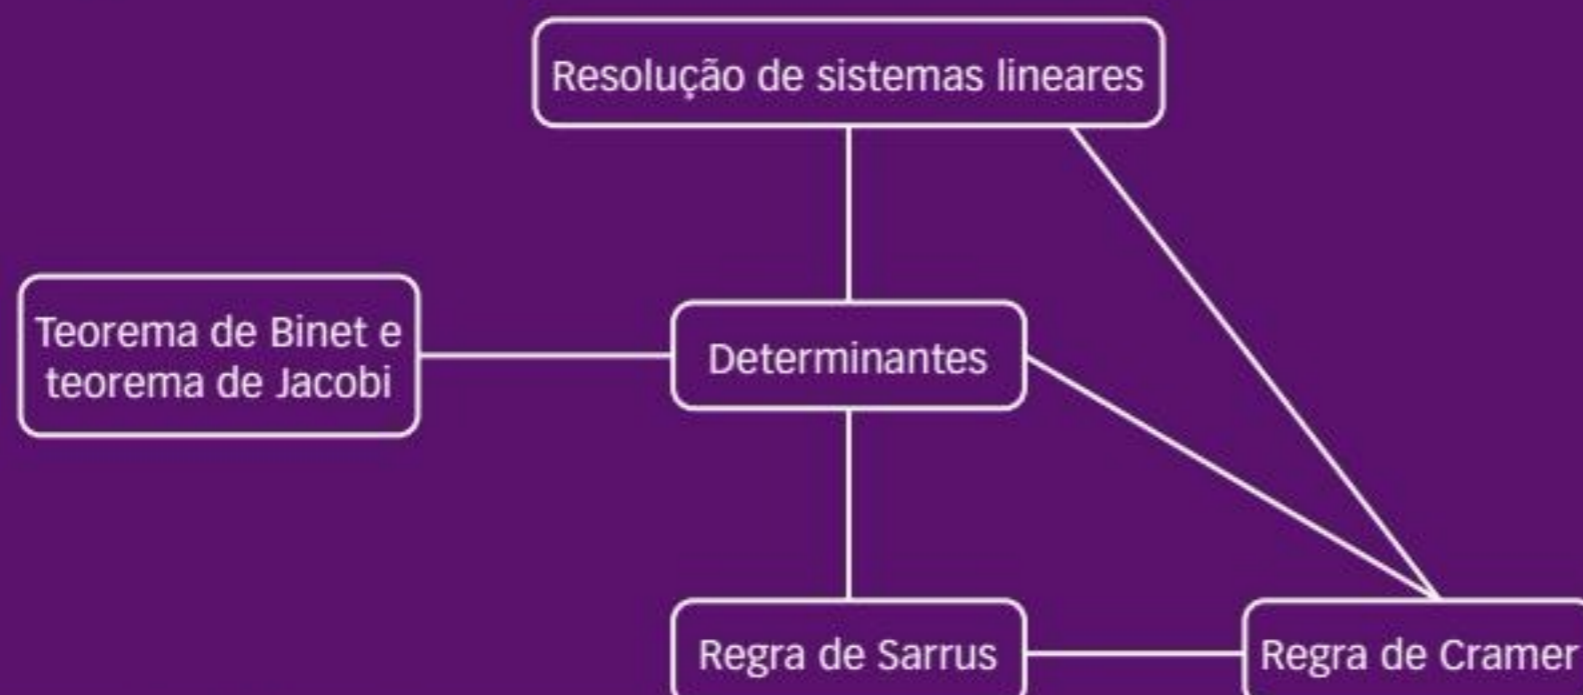 Resolução de sistemas lineares
Teorema de Binet e
teorema de Jacobi
Determinantes
Regra de Sarrus
Regra de Cramer